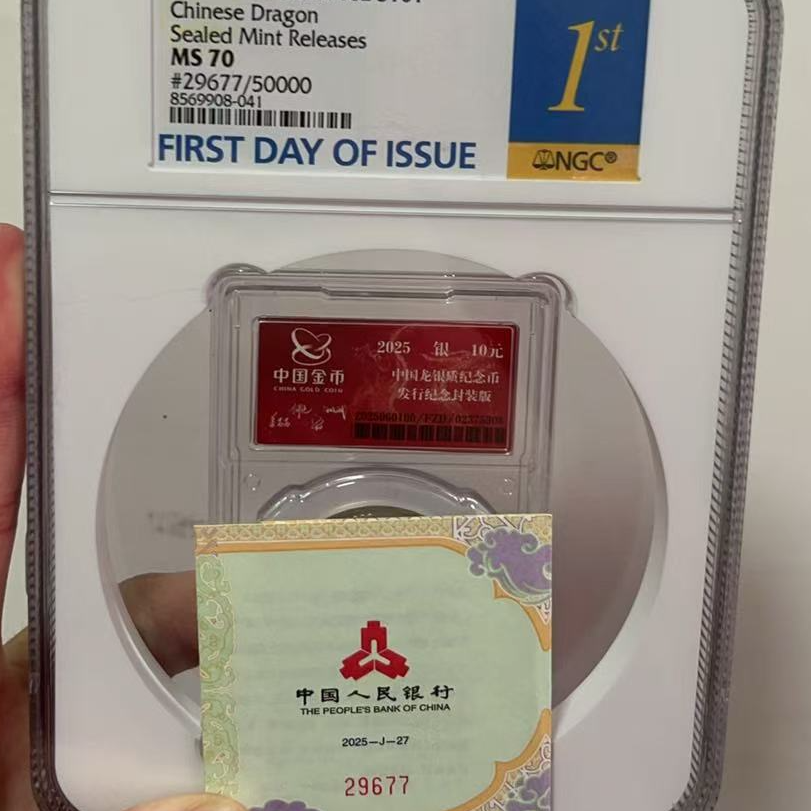 Chinese Dragon
Sealed Mint Releases
MS 70
#29677/50000
8569908-041
FIRST DAY OF ISSUE
1st
NGC®
中国金币
CHINA GOLD COIN
2025 银 10元
中国龙银质纪念币
发行纪念封装版
中国人民银行
THE PEOPLE'S BANK OF CHINA
2025-J-27
29677